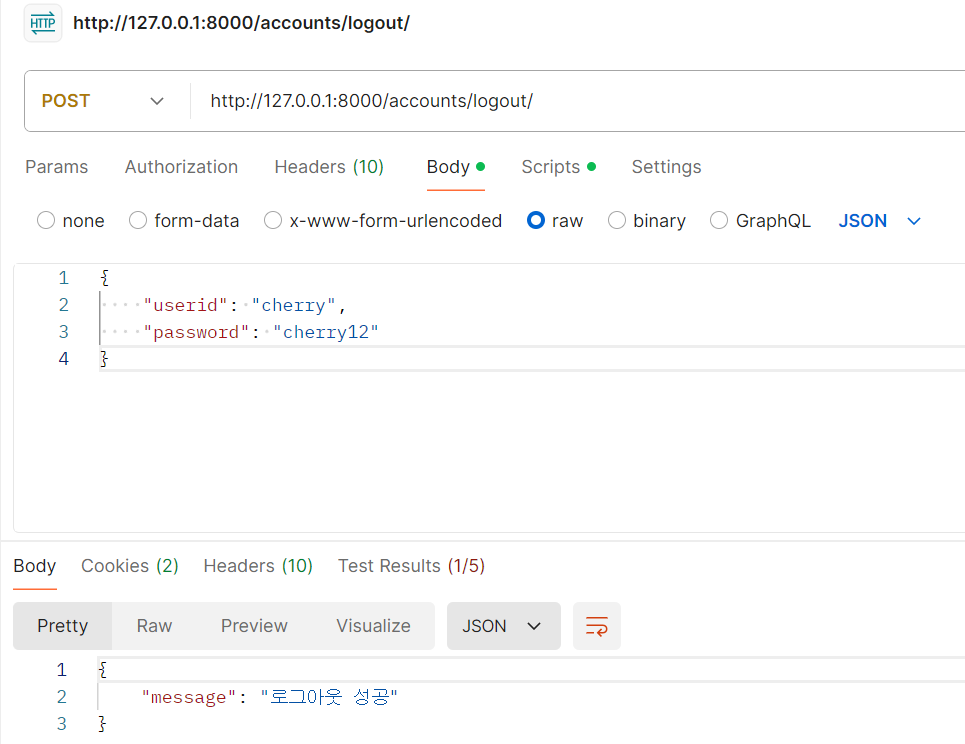 HTTP http://127.0.0.1:8000/accounts/logout/
POST http://127.0.0.1:8000/accounts/logout/
Params Authorization Headers (10) Body Scripts Settings
none form-data x-www-form-urlencoded raw binary GraphQL JSON
1 {
2 ····"userid":·"cherry",
3 ····"password":·"cherry12"
4 }
Body Cookies (2) Headers (10) Test Results (1/5)
Pretty Raw Preview Visualize JSON
1 {
2 "message": "로그아웃 성공"
3 }